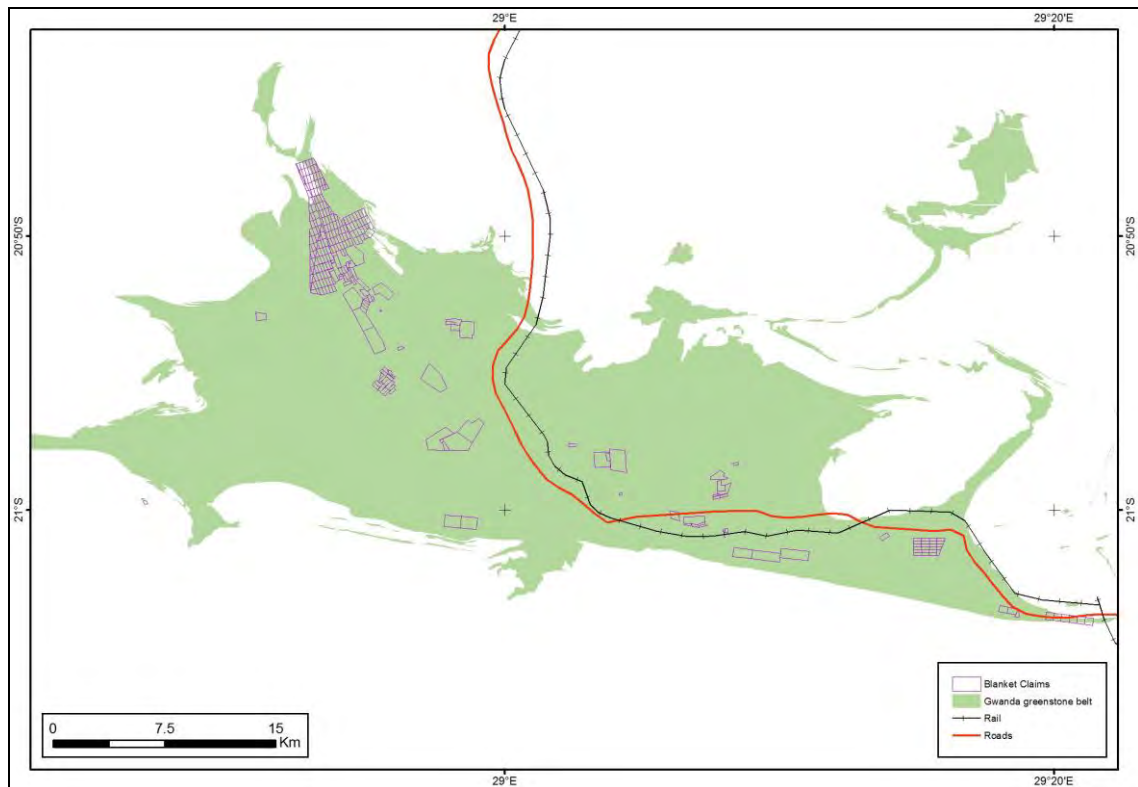 29°E
29°20'E
20°50'S
20°50'S
21°S
21°S
Blanket Claims
Gwanda greenstone belt
Rail
Roads
0 7.5 15
Km
29°E
29°20'E